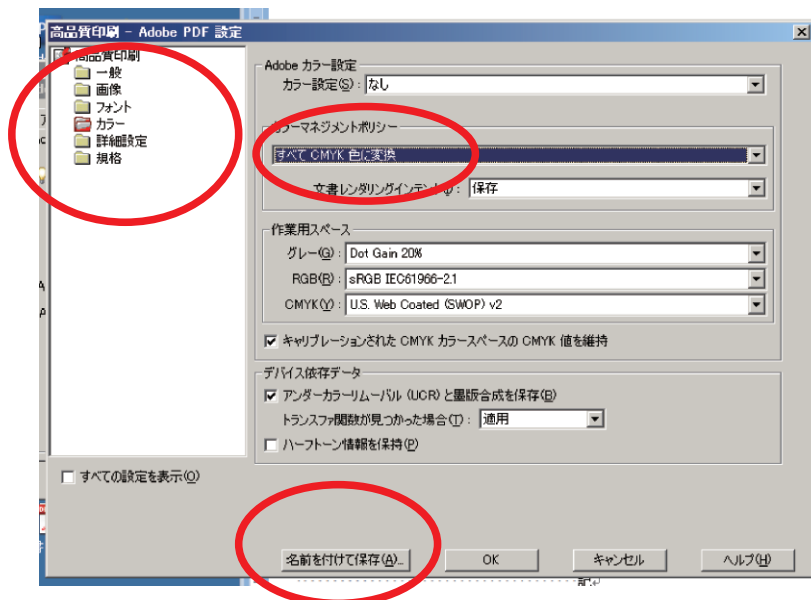 高品質印刷 - Adobe PDF 設定
高品質印刷
一般
画像
フォント
カラー
詳細設定
規格
すべての設定を表示(O)
Adobe カラー設定
カラー設定(S): なし
カラーマネジメントポリシー
すべて CMYK 色に変換
文書レンダリングインテント(I): 保存
作業用スペース
グレー(G): Dot Gain 20%
RGB(R): sRGB IEC61966-2.1
CMYK(Y): U.S. Web Coated (SWOP) v2
キャリブレーションされた CMYK カラースペースの CMYK 値を維持
デバイス依存データ
アンダーカラーリムーバル (UCR) と墨版合成を保存(B)
トランスファ関数が見つかった場合(T): 適用
ハーフトーン情報を保持(P)
名前を付けて保存(A)...
OK
キャンセル
ヘルプ(H)
記